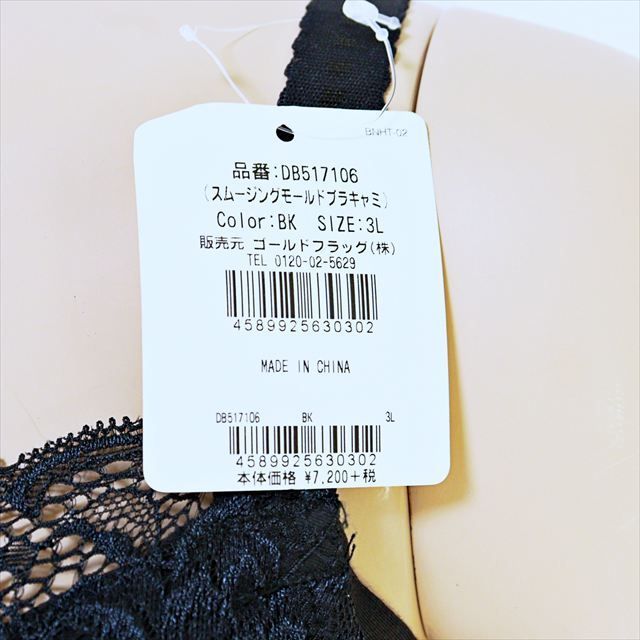 BNHT-02
品番:DB517106
(スムージングモールドブラキャミ)
Color:BK SIZE:3L
販売元 ゴールドフラッグ(株)
TEL 0120-02-5629
4589925630302
MADE IN CHINA
DB517106 BK 3L
4589925630302
本体価格 ¥7,200+税